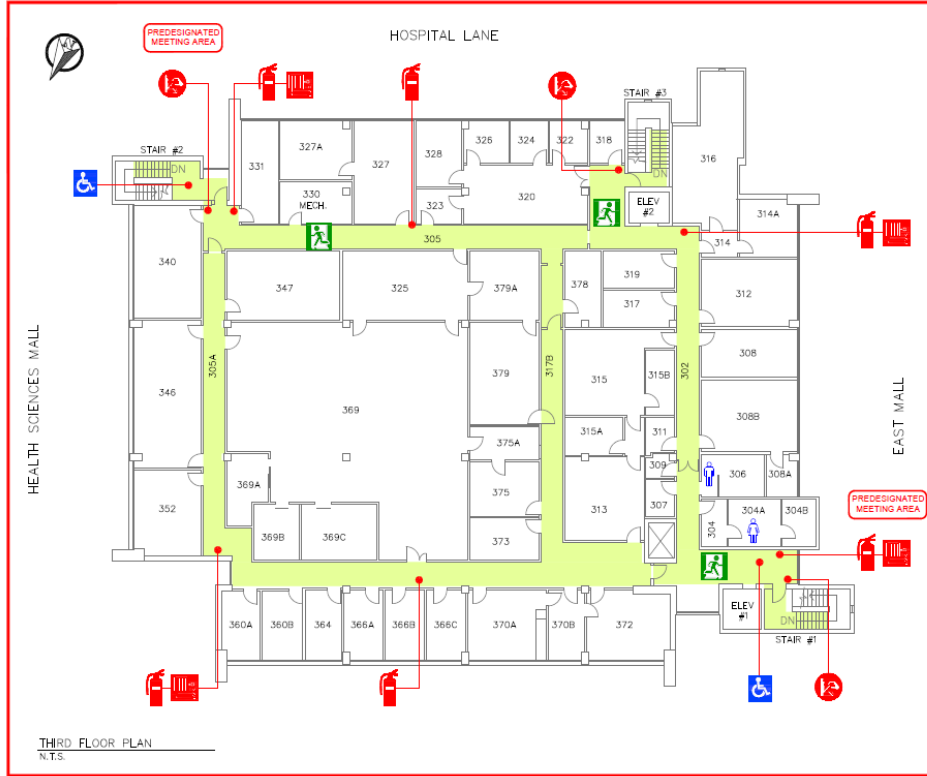 PREDESIGNATED
MEETING AREA
HOSPITAL LANE
STAIR #2
DN
STAIR #3
DN
331
327A
327
328
326
324
322
318
316
330
MECH.
323
320
ELEV
#2
314A
314
305
340
347
325
379A
378
319
317
312
HEALTH SCIENCES MALL
305A
346
369
379
317B
315
315B
302
308
308B
EAST MALL
375A
315A
311
309
306
308A
352
369A
375
313
307
PREDESIGNATED
MEETING AREA
369B
369C
373
304
304A
304B
360A
360B
364
366A
366B
366C
370A
370B
372
ELEV
#1
DN
STAIR #1
THIRD FLOOR PLAN
N.T.S.